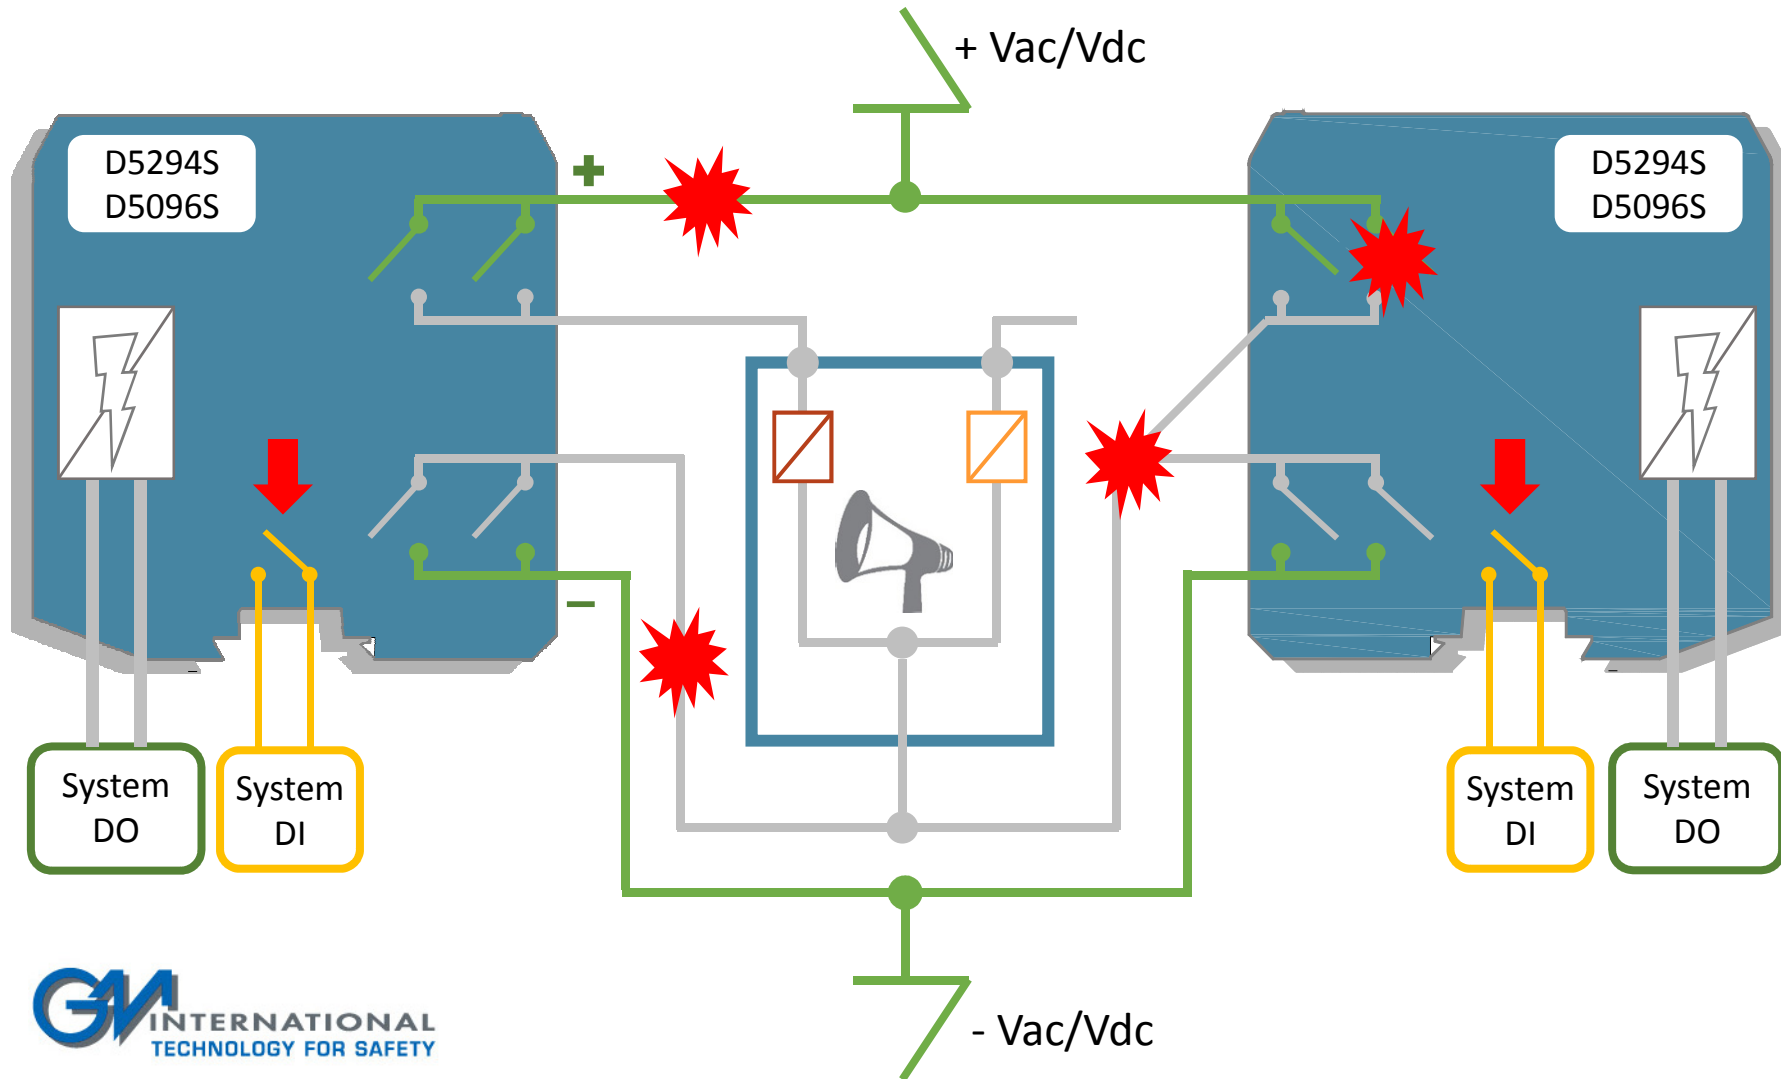 + Vac/Vdc
D5294S
D5096S
+
D5294S
D5096S
–
System
DO
System
DI
System
DI
System
DO
- Vac/Vdc
GM INTERNATIONAL
TECHNOLOGY FOR SAFETY